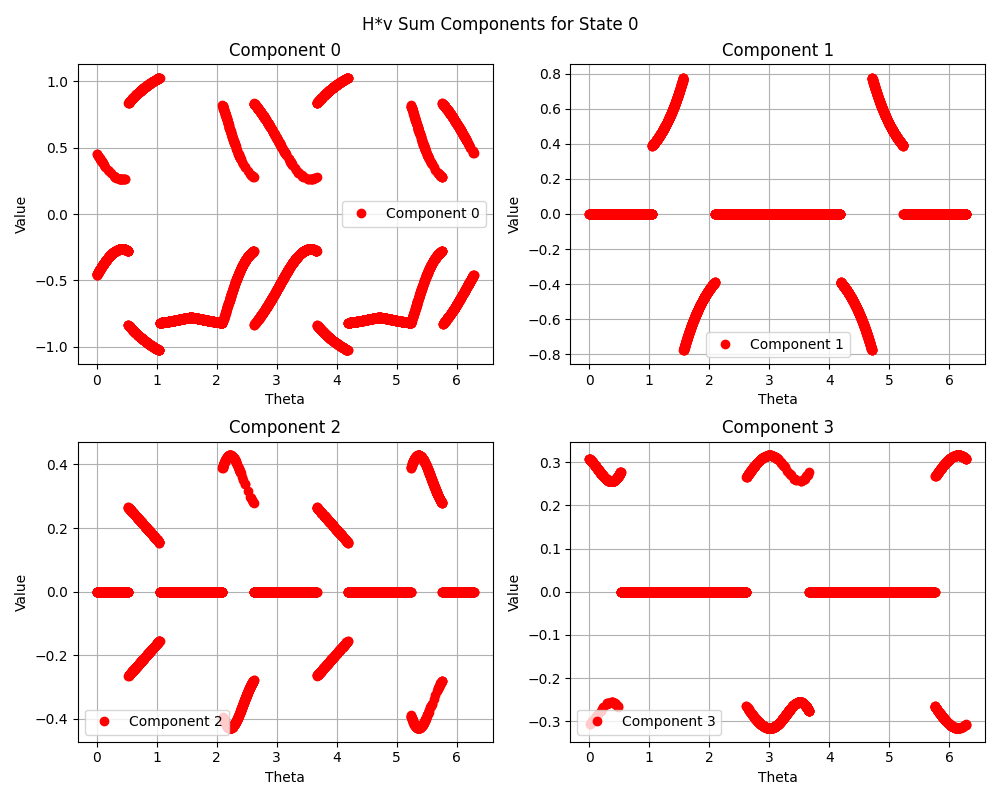 H*v Sum Components for State 0
Component 0
1.0
0.5
0.0
−0.5
−1.0
Value
0 1 2 3 4 5 6
Theta
Component 0
Component 1
0.8
0.6
0.4
0.2
0.0
−0.2
−0.4
−0.6
−0.8
Value
0 1 2 3 4 5 6
Theta
Component 1
Component 2
0.4
0.2
0.0
−0.2
−0.4
Value
0 1 2 3 4 5 6
Theta
Component 2
Component 3
0.3
0.2
0.1
0.0
−0.1
−0.2
−0.3
Value
0 1 2 3 4 5 6
Theta
Component 3